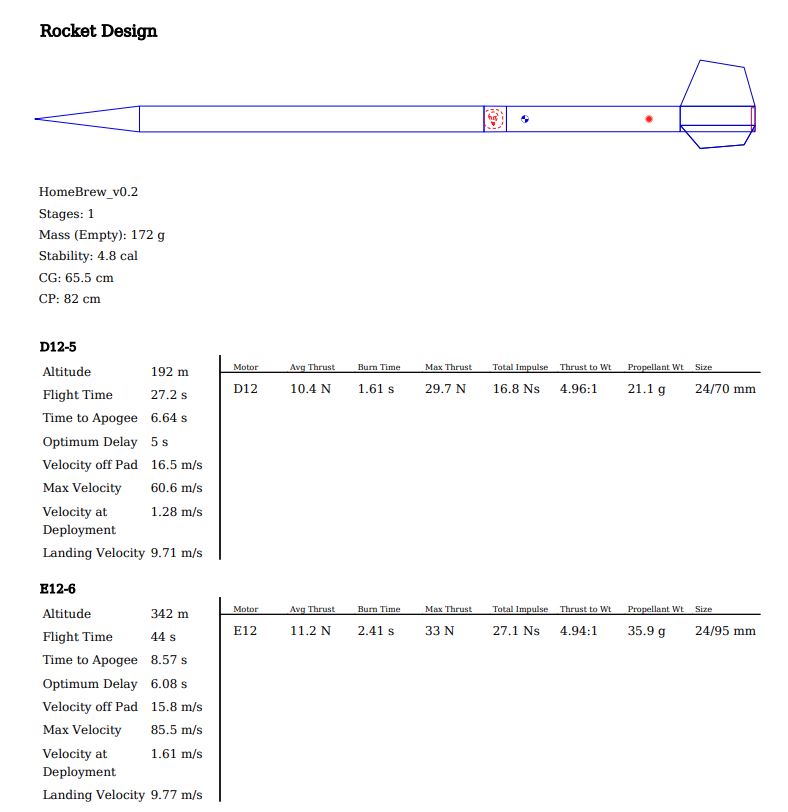 Rocket Design
HomeBrew_v0.2
Stages: 1
Mass (Empty): 172 g
Stability: 4.8 cal
CG: 65.5 cm
CP: 82 cm
D12-5
Altitude 192 m
Flight Time 27.2 s
Time to Apogee 6.64 s
Optimum Delay 5 s
Velocity off Pad 16.5 m/s
Max Velocity 60.6 m/s
Velocity at 1.28 m/s
Deployment
Landing Velocity 9.71 m/s
Motor Avg Thrust Burn Time Max Thrust Total Impulse Thrust to Wt Propellant Wt Size
D12 10.4 N 1.61 s 29.7 N 16.8 Ns 4.96:1 21.1 g 24/70 mm
E12-6
Altitude 342 m
Flight Time 44 s
Time to Apogee 8.57 s
Optimum Delay 6.08 s
Velocity off Pad 15.8 m/s
Max Velocity 85.5 m/s
Velocity at 1.61 m/s
Deployment
Landing Velocity 9.77 m/s
Motor Avg Thrust Burn Time Max Thrust Total Impulse Thrust to Wt Propellant Wt Size
E12 11.2 N 2.41 s 33 N 27.1 Ns 4.94:1 35.9 g 24/95 mm